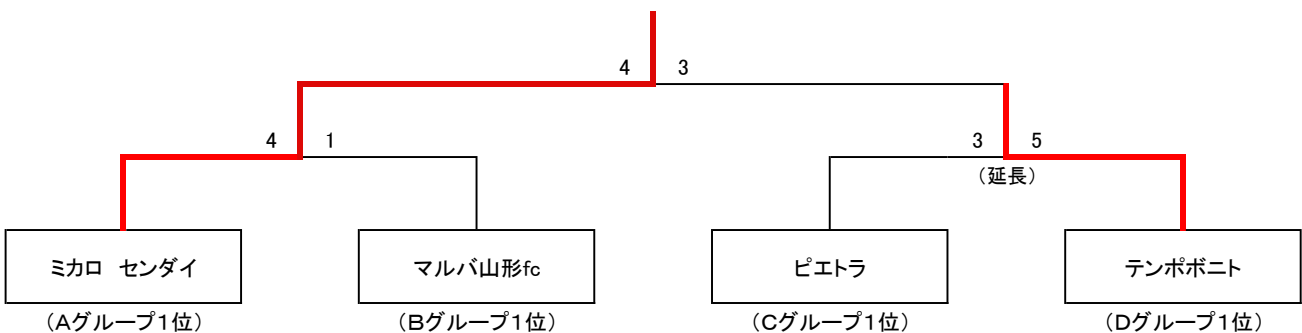 4 3
4 1
3 5
（延長）
ミカロ　センダイ
マルバ山形fc
ピエトラ
テンポボニト
（Aグループ1位）
（Bグループ1位）
（Cグループ1位）
（Dグループ1位）